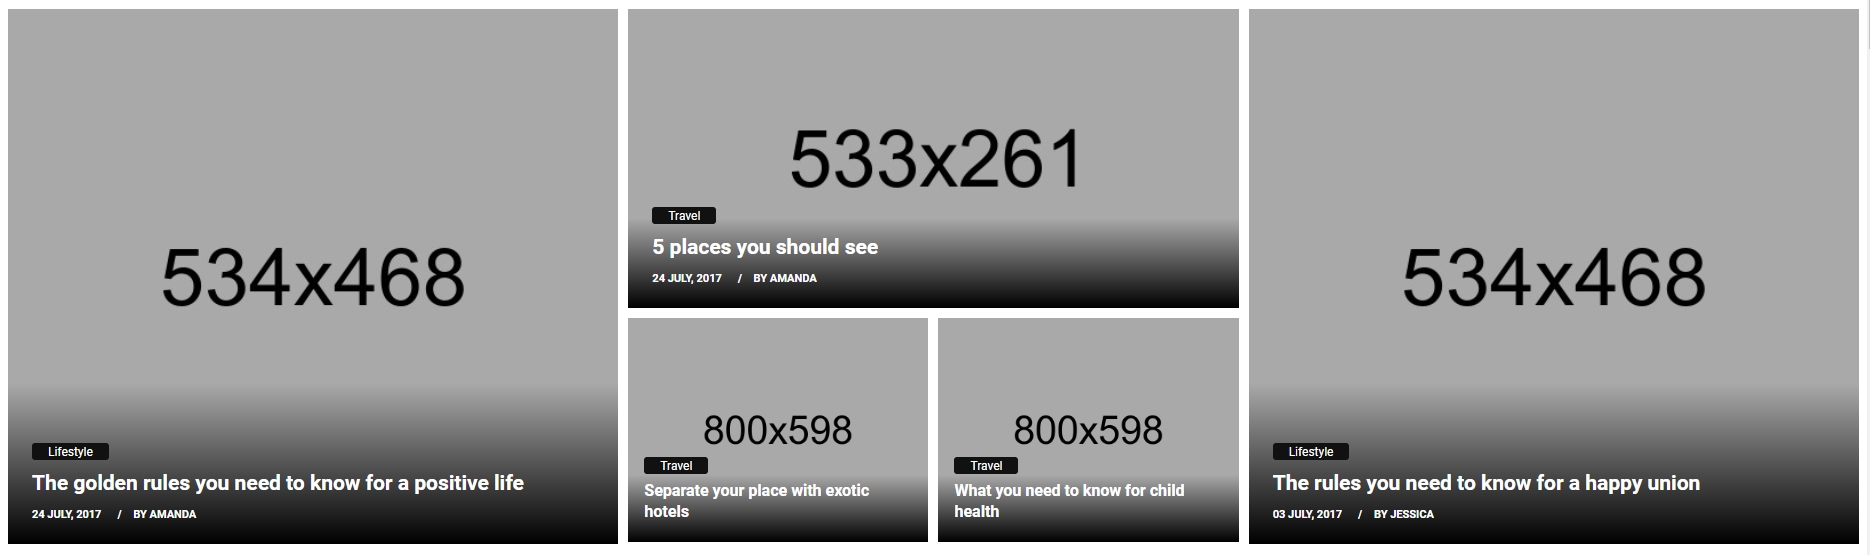 534x468
Lifestyle
The golden rules you need to know for a positive life
24 JULY, 2017 / BY AMANDA
533x261
Travel
5 places you should see
24 JULY, 2017 / BY AMANDA
800x598
Travel
Separate your place with exotic
hotels
800x598
Travel
What you need to know for child
health
534x468
Lifestyle
The rules you need to know for a happy union
03 JULY, 2017 / BY JESSICA